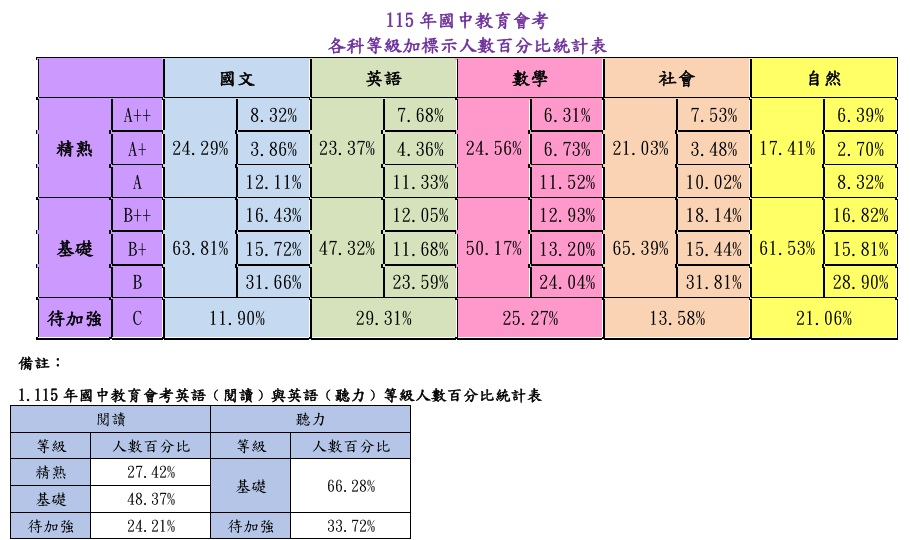 115 年國中教育會考
各科等級加標示人數百分比統計表
國文 英語 數學 社會 自然
精熟 A++ 24.29% 8.32% 23.37% 7.68% 24.56% 6.31% 21.03% 7.53% 17.41% 6.39%
A+ 3.86% 4.36% 6.73% 3.48% 2.70%
A 12.11% 11.33% 11.52% 10.02% 8.32%
基礎 B++ 63.81% 16.43% 47.32% 12.05% 50.17% 12.93% 65.39% 18.14% 61.53% 16.82%
B+ 15.72% 11.68% 13.20% 15.44% 15.81%
B 31.66% 23.59% 24.04% 31.81% 28.90%
待加強 C 11.90% 29.31% 25.27% 13.58% 21.06%
備註：
1.115 年國中教育會考英語（閱讀）與英語（聽力）等級人數百分比統計表
閱讀 聽力
等級 人數百分比 等級 人數百分比
精熟 27.42% 基礎 66.28%
基礎 48.37%
待加強 24.21% 待加強 33.72%